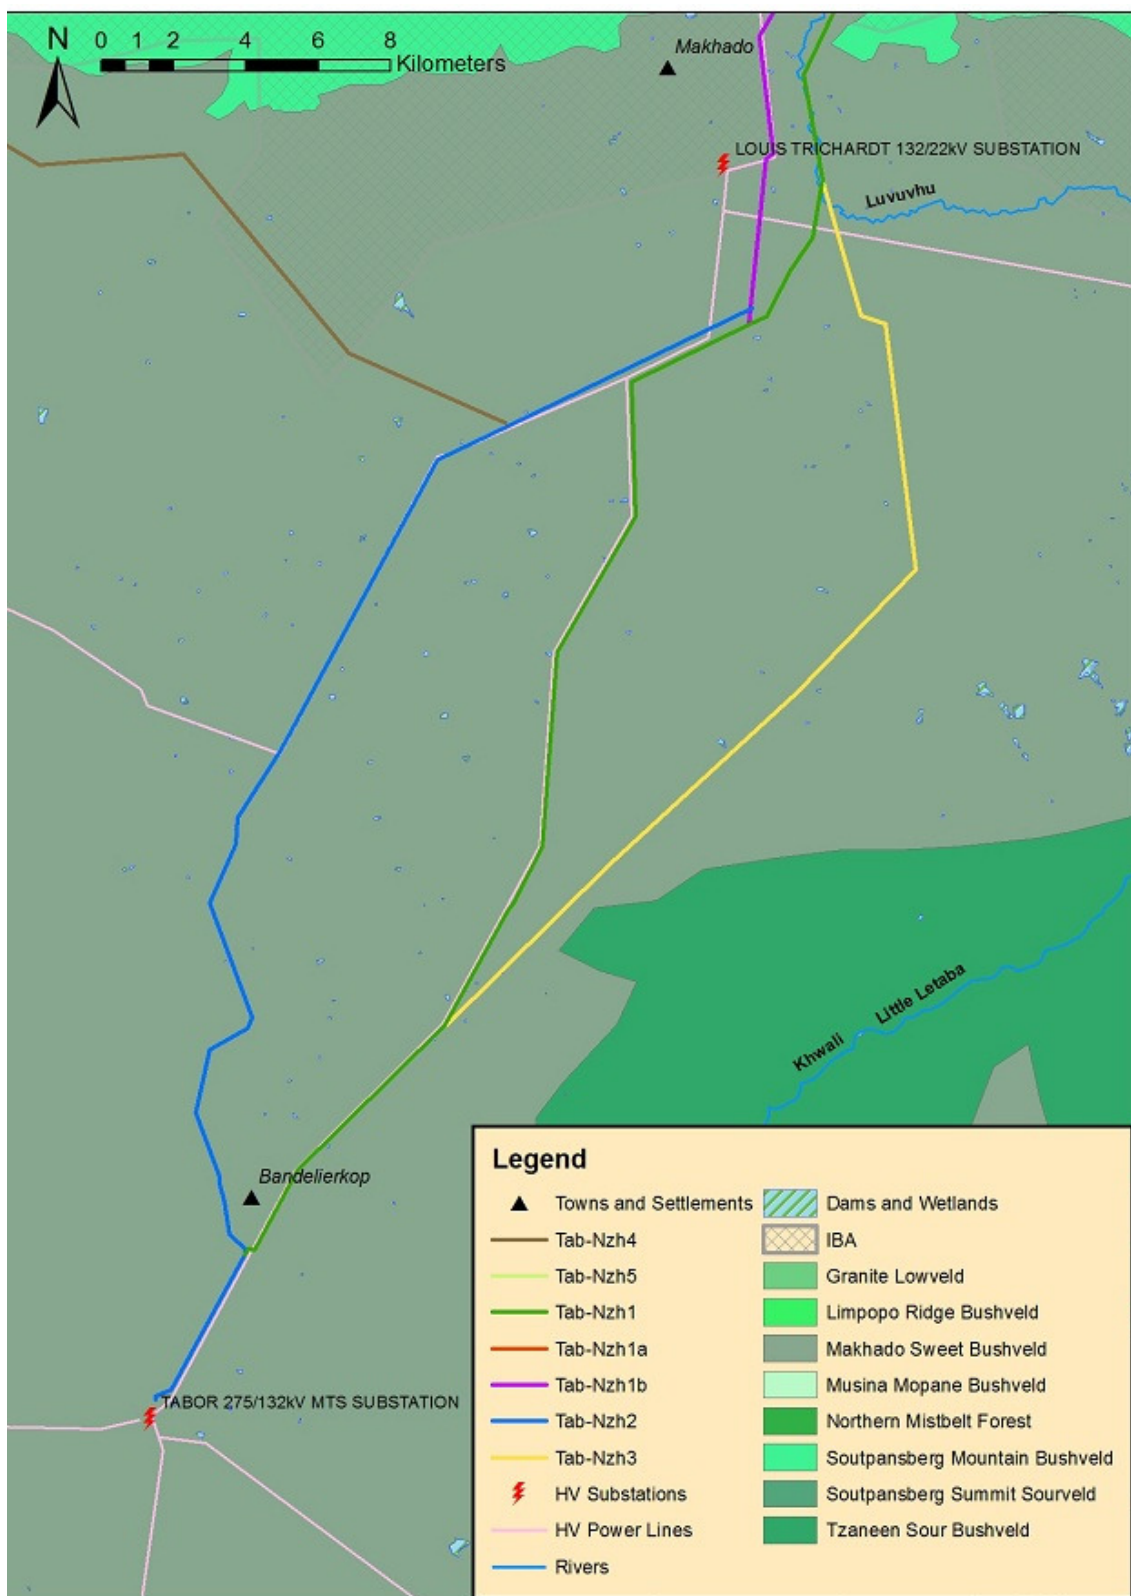 N
0 1 2 4 6 8
Kilometers
Makhado
LOUIS TRICHARDT 132/22kV SUBSTATION
Luvuvhu
Little Letaba
Khwali
Bandelierkop
TABOR 275/132kV MTS SUBSTATION
Legend
Towns and Settlements
Tab-Nzh4
Tab-Nzh5
Tab-Nzh1
Tab-Nzh1a
Tab-Nzh1b
Tab-Nzh2
Tab-Nzh3
HV Substations
HV Power Lines
Rivers
Dams and Wetlands
IBA
Granite Lowveld
Limpopo Ridge Bushveld
Makhado Sweet Bushveld
Musina Mopane Bushveld
Northern Mistbelt Forest
Soutpansberg Mountain Bushveld
Soutpansberg Summit Sourveld
Tzaneen Sour Bushveld